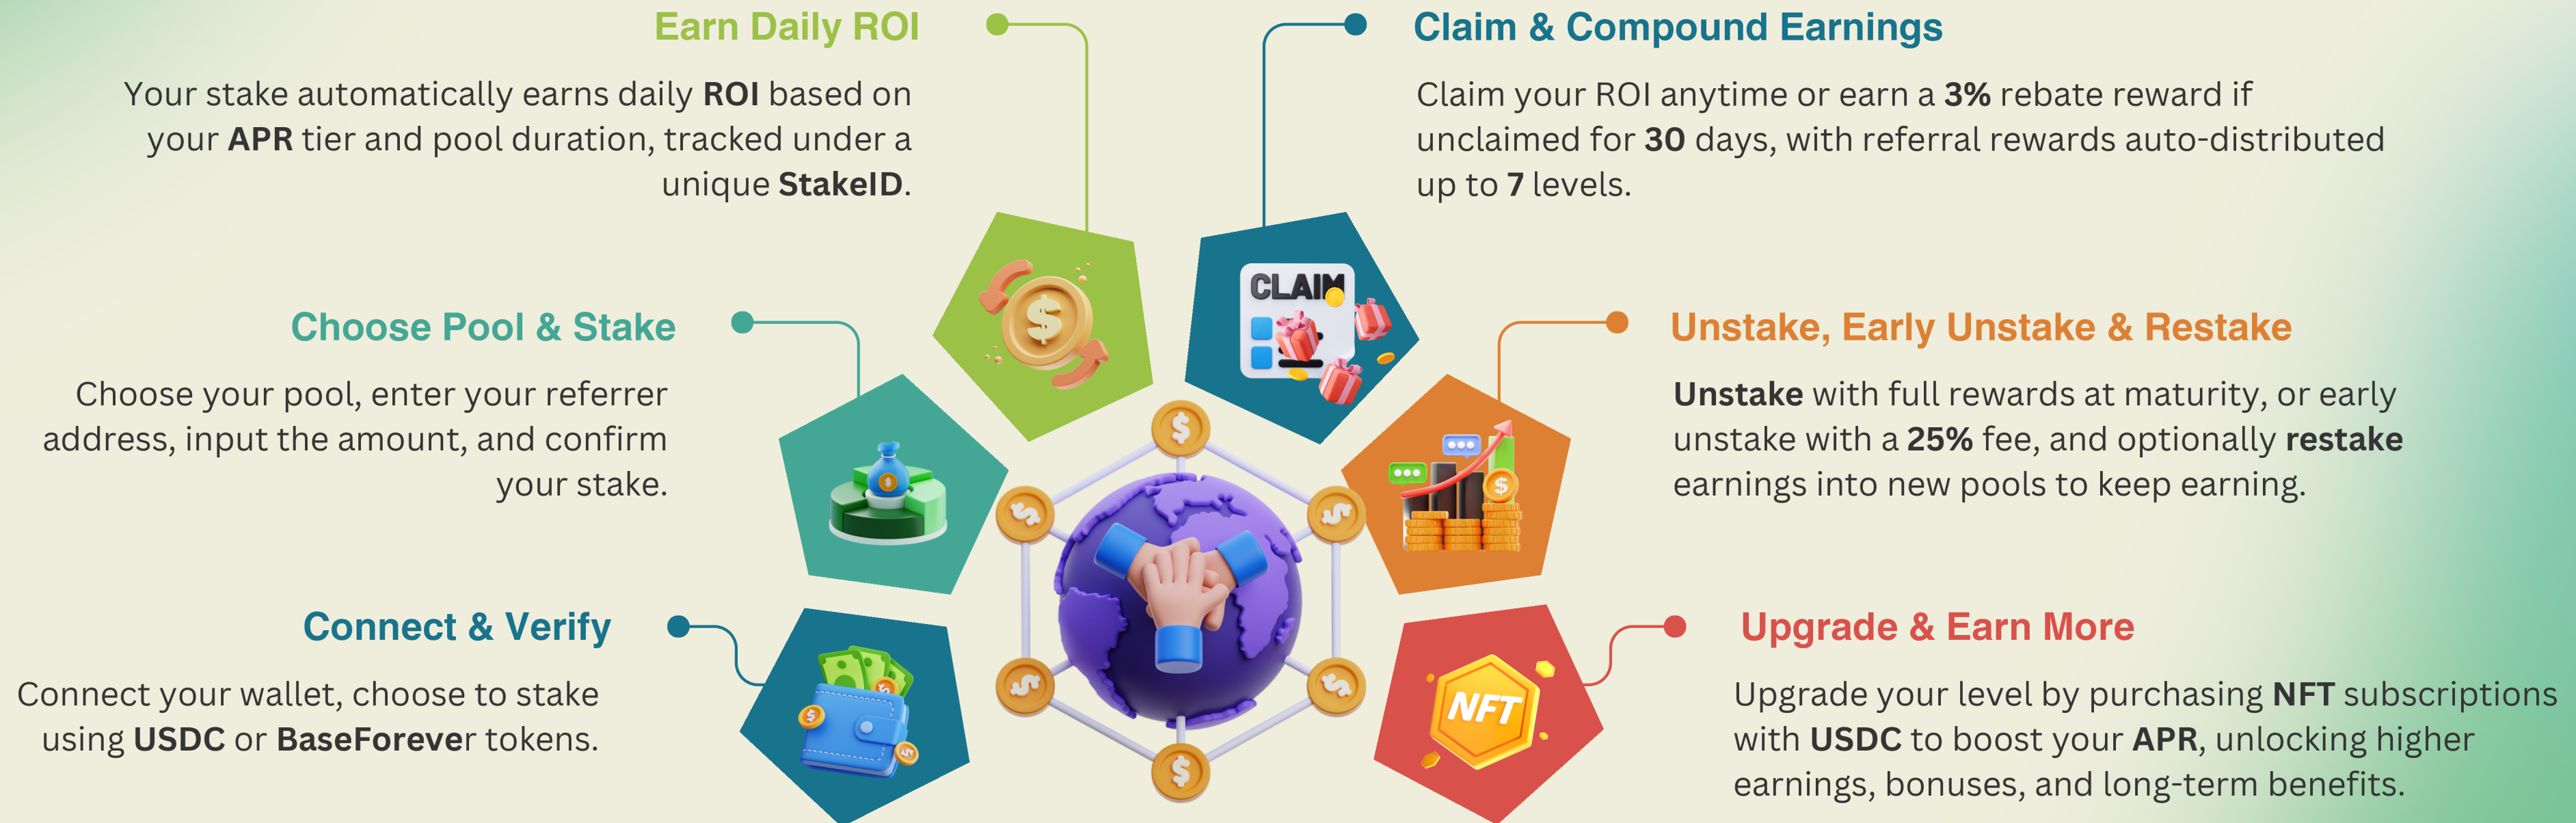 Earn Daily ROI
Your stake automatically earns daily ROI based on
your APR tier and pool duration, tracked under a
unique StakeID.
Claim & Compound Earnings
Claim your ROI anytime or earn a 3% rebate reward if
unclaimed for 30 days, with referral rewards auto-distributed
up to 7 levels.
CLAIM
Choose Pool & Stake
Choose your pool, enter your referrer
address, input the amount, and confirm
your stake.
Unstake, Early Unstake & Restake
Unstake with full rewards at maturity, or early
unstake with a 25% fee, and optionally restake
earnings into new pools to keep earning.
Connect & Verify
Connect your wallet, choose to stake
using USDC or BaseForever tokens.
Upgrade & Earn More
Upgrade your level by purchasing NFT subscriptions
with USDC to boost your APR, unlocking higher
earnings, bonuses, and long-term benefits.
NFT